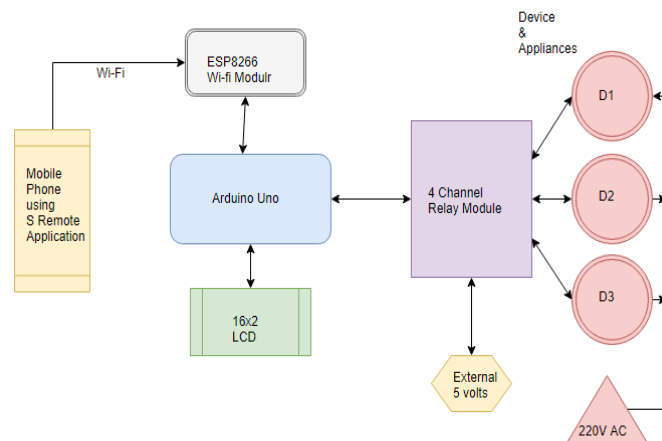 Device
&
Appliances
ESP8266
Wi-fi Modulr
Wi-Fi
D1
Mobile
Phone
using
S Remote
Application
Arduino Uno
4 Channel
Relay Module
D2
D3
16x2
LCD
External
5 volts
220V AC